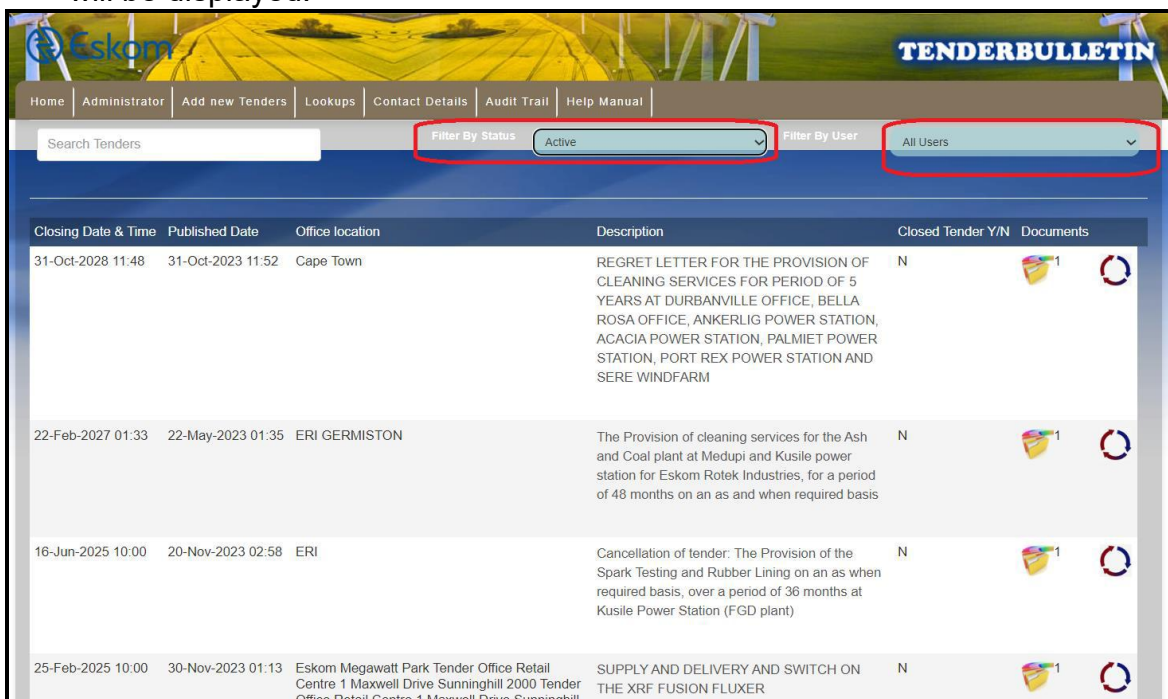 will be displayed.
Eskom
TENDERBULLETIN
Home Administrator Add new Tenders Lookups Contact Details Audit Trail Help Manual
Search Tenders Filter By Status Active Filter By User All Users
Closing Date & Time Published Date Office location Description Closed Tender Y/N Documents
31-Oct-2028 11:48 31-Oct-2023 11:52 Cape Town REGRET LETTER FOR THE PROVISION OF N 1
CLEANING SERVICES FOR PERIOD OF 5
YEARS AT DURBANVILLE OFFICE, BELLA
ROSA OFFICE, ANKERLIG POWER STATION,
ACACIA POWER STATION, PALMIET POWER
STATION, PORT REX POWER STATION AND
SERE WINDFARM
22-Feb-2027 01:33 22-May-2023 01:35 ERI GERMISTON The Provision of cleaning services for the Ash N 1
and Coal plant at Medupi and Kusile power
station for Eskom Rotek Industries, for a period
of 48 months on an as and when required basis
16-Jun-2025 10:00 20-Nov-2023 02:58 ERI Cancellation of tender: The Provision of the N 1
Spark Testing and Rubber Lining on an as when
required basis, over a period of 36 months at
Kusile Power Station (FGD plant)
25-Feb-2025 10:00 30-Nov-2023 01:13 Eskom Megawatt Park Tender Office Retail SUPPLY AND DELIVERY AND SWITCH ON N 1
Centre 1 Maxwell Drive Sunninghill 2000 Tender THE XRF FUSION FLUXER
Office Retail Centre 1 Maxwell Drive Sunninghill